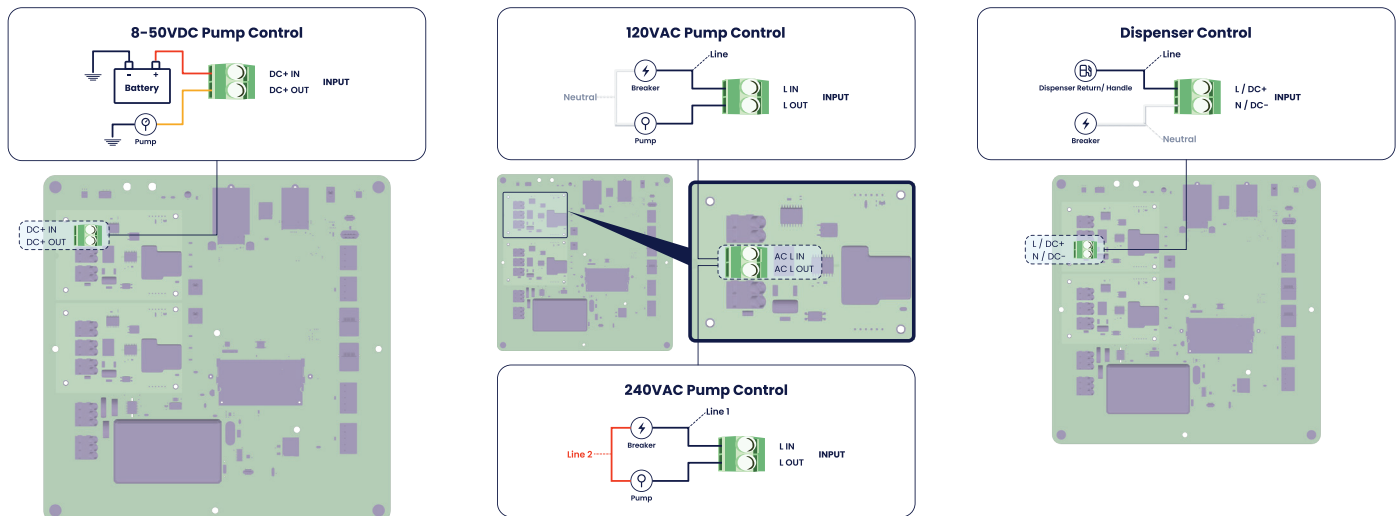 8-50VDC Pump Control
- +
Battery
DC+ IN
DC+ OUT
INPUT
Pump
DC+ IN
DC+ OUT
120VAC Pump Control
Line
Breaker
Neutral
L IN
L OUT
INPUT
Pump
AC L IN
AC L OUT
240VAC Pump Control
Line 1
Breaker
Line 2
L IN
L OUT
INPUT
Pump
Dispenser Control
Line
Dispenser Return/ Handle
L / DC+
N / DC-
INPUT
Breaker
Neutral
L / DC+
N / DC-